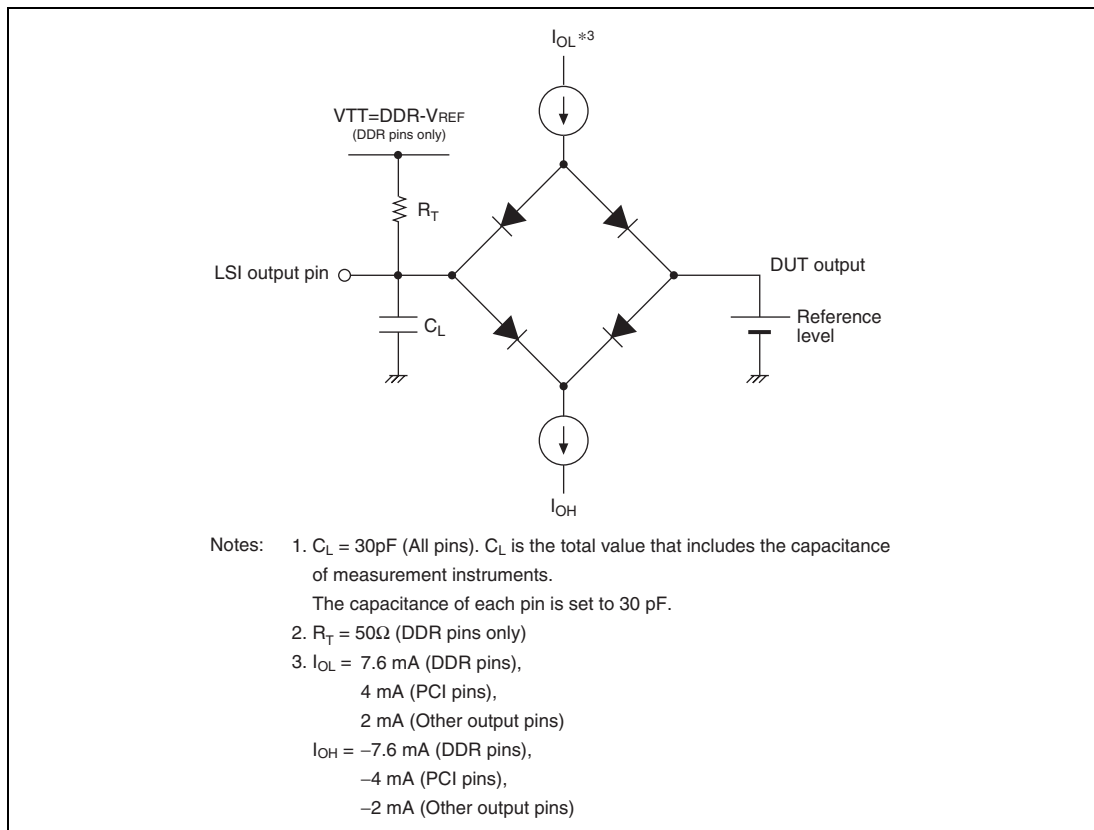 IOL *3
VTT=DDR-VREF
(DDR pins only)
RT
LSI output pin
DUT output
CL
Reference
level
IOH
Notes: 1. CL = 30pF (All pins). CL is the total value that includes the capacitance
of measurement instruments.
The capacitance of each pin is set to 30 pF.
2. RT = 50Ω (DDR pins only)
3. IOL = 7.6 mA (DDR pins),
4 mA (PCI pins),
2 mA (Other output pins)
IOH = −7.6 mA (DDR pins),
−4 mA (PCI pins),
−2 mA (Other output pins)